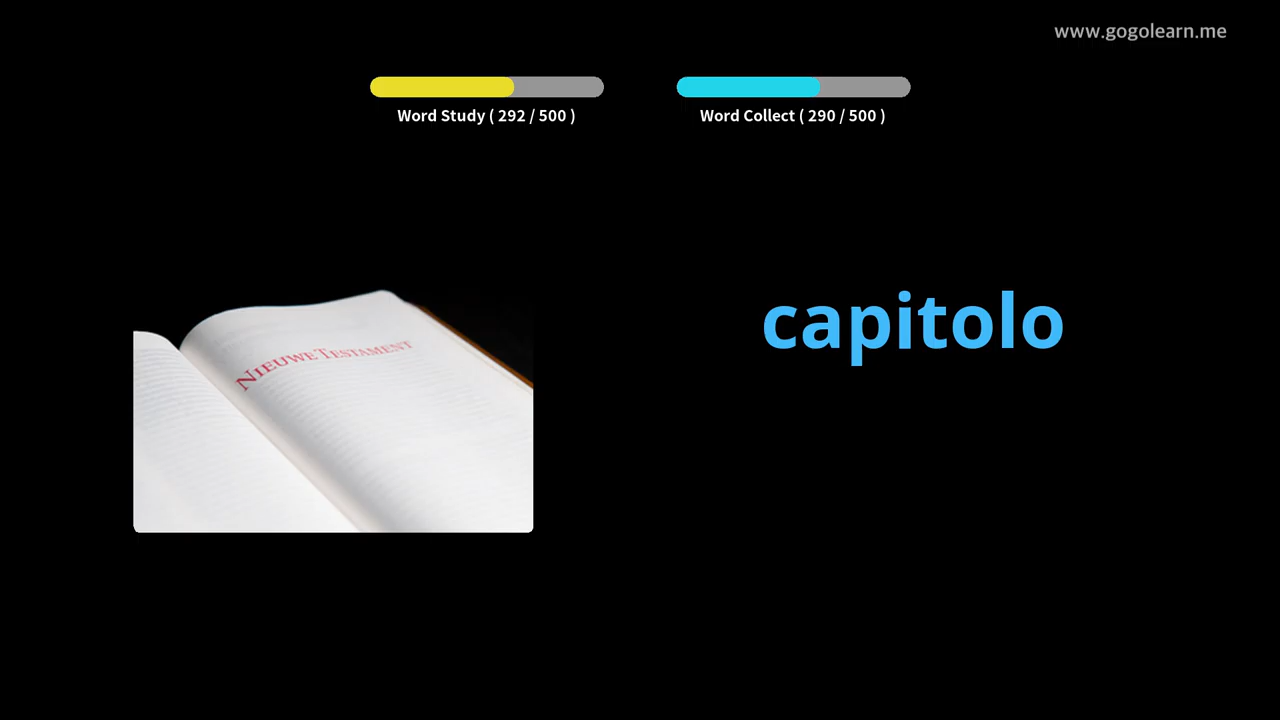 www.gogolearn.me
Word Study ( 292 / 500 )
Word Collect ( 290 / 500 )
NIEUWE TESTAMENT
capitolo